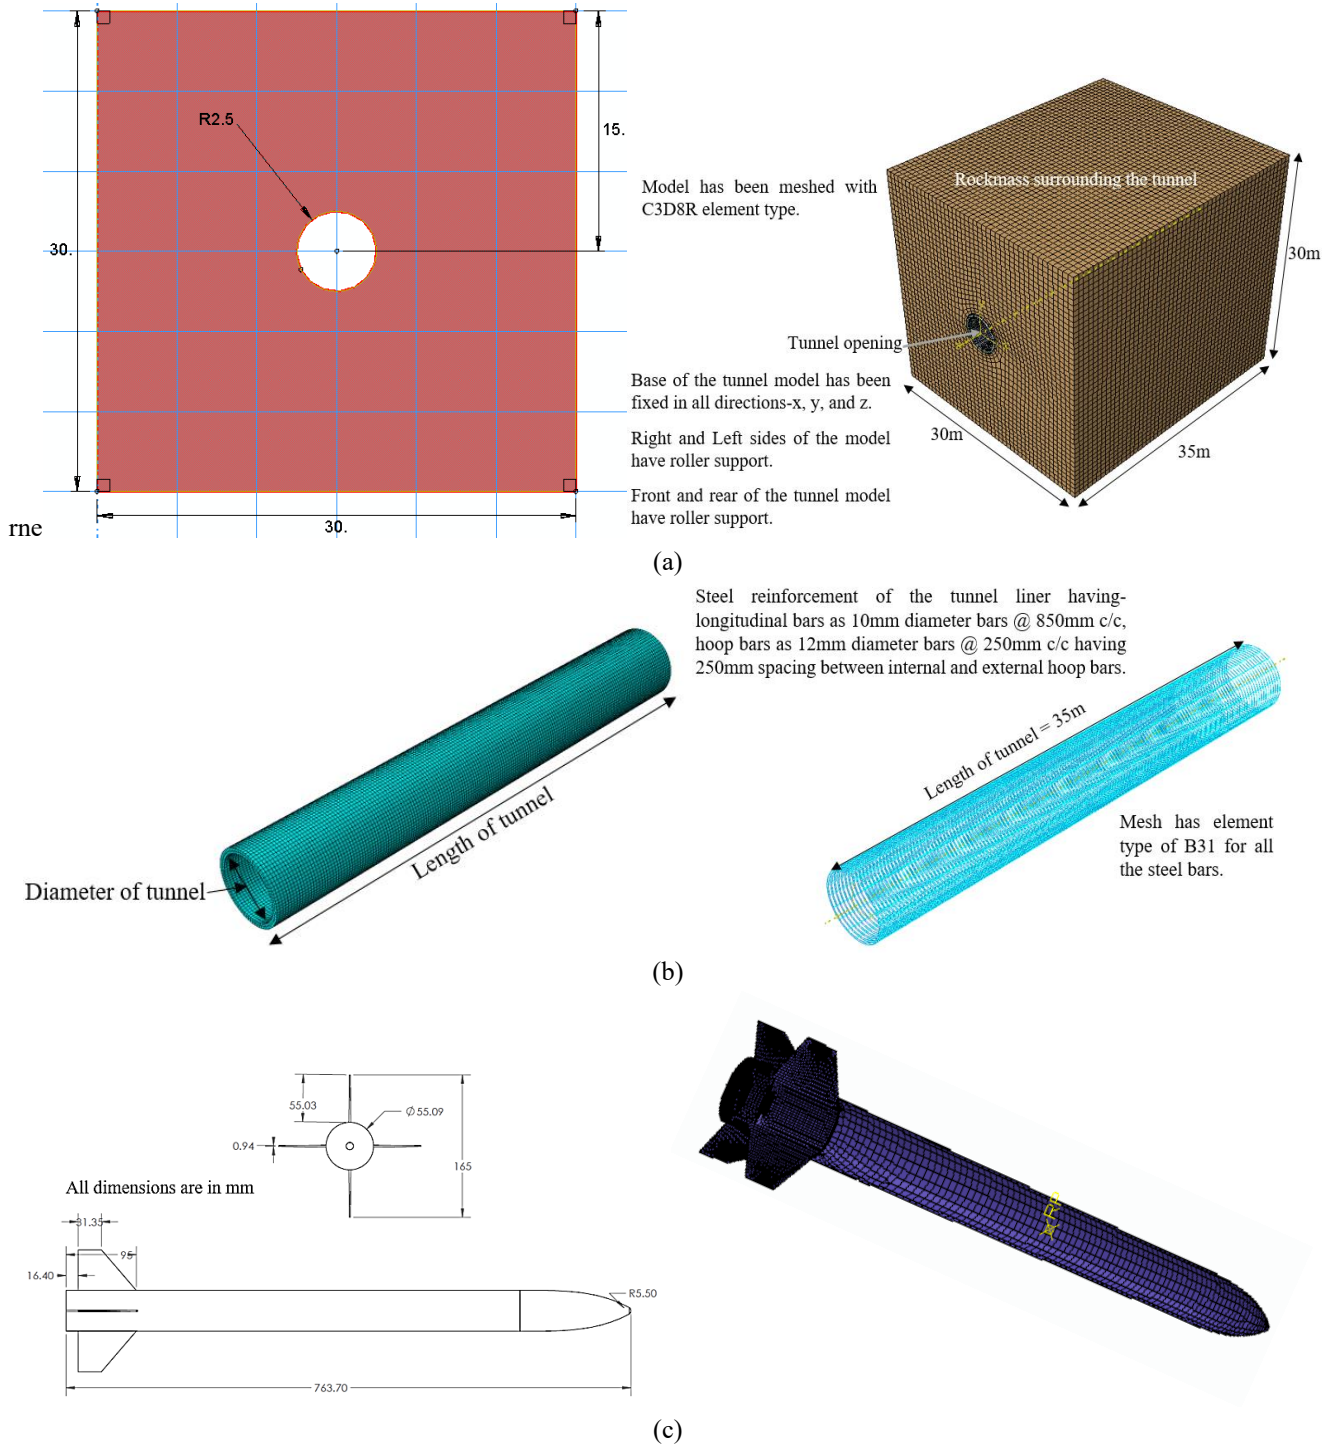 R2.5
15.
30.
30.
rne
Model has been meshed with
C3D8R element type.
Rockmass surrounding the tunnel
30m
Tunnel opening
Base of the tunnel model has been
fixed in all directions-x, y, and z.
Right and Left sides of the model
have roller support.
Front and rear of the tunnel model
have roller support.
30m
35m
(a)
Steel reinforcement of the tunnel liner having-
longitudinal bars as 10mm diameter bars @ 850mm c/c,
hoop bars as 12mm diameter bars @ 250mm c/c having
250mm spacing between internal and external hoop bars.
Diameter of tunnel
Length of tunnel
Length of tunnel = 35m
Mesh has element
type of B31 for all
the steel bars.
(b)
55.03
Ø55.09
0.94
165
All dimensions are in mm
31.35
95
16.40
R5.50
763.70
RP
(c)